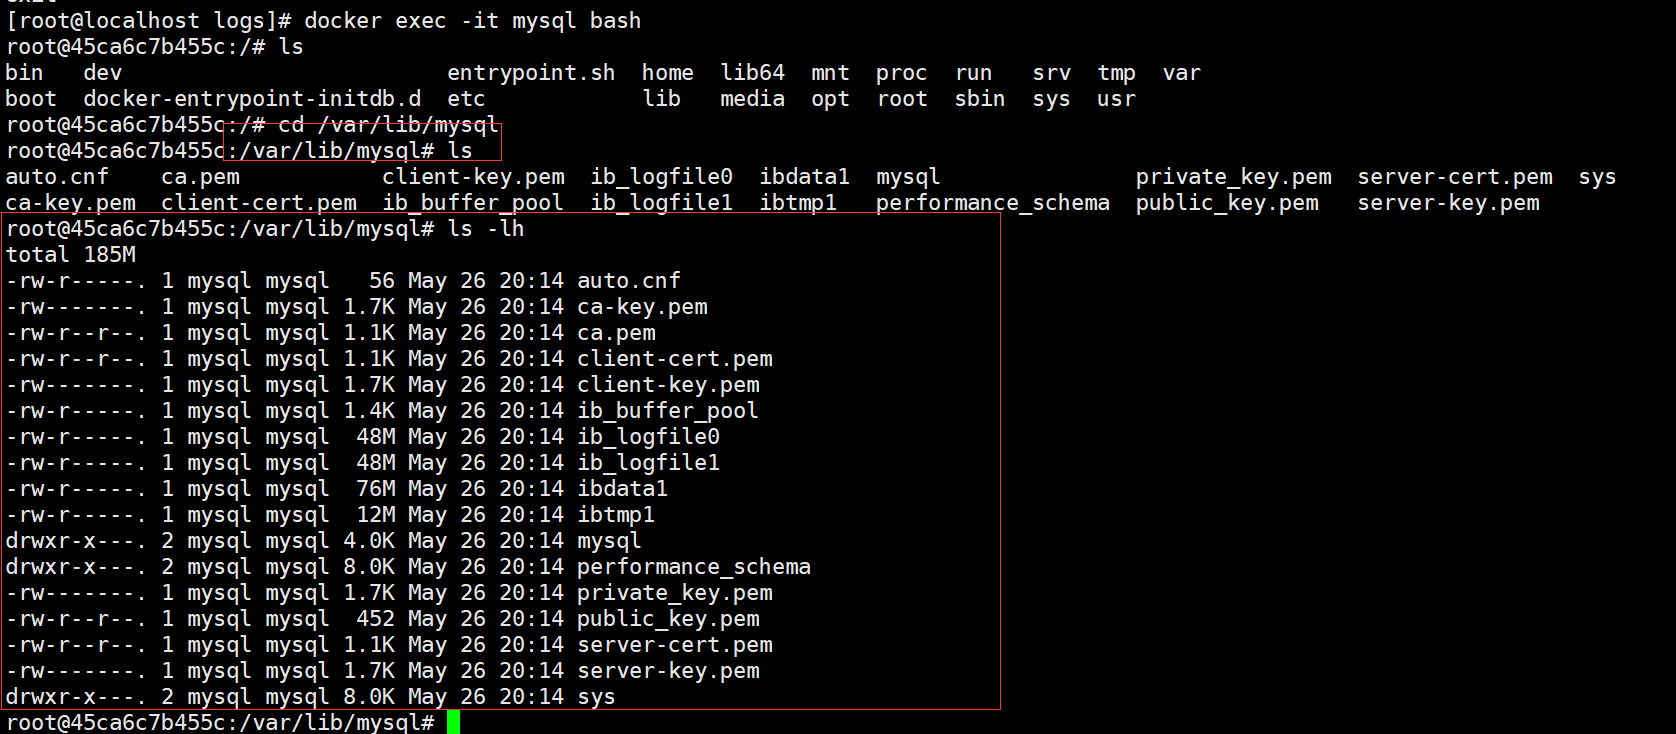 [root@localhost logs]# docker exec -it mysql bash
root@45ca6c7b455c:/# ls
bin   dev                         entrypoint.sh  home  lib64  mnt  proc  run   srv  tmp  var
boot  docker-entrypoint-initdb.d  etc            lib   media  opt  root  sbin  sys  usr
root@45ca6c7b455c:/# cd /var/lib/mysql
root@45ca6c7b455c:/var/lib/mysql# ls
auto.cnf    ca.pem           client-key.pem  ib_logfile0  ibdata1  mysql               private_key.pem  server-cert.pem  sys
ca-key.pem  client-cert.pem  ib_buffer_pool  ib_logfile1  ibtmp1   performance_schema  public_key.pem   server-key.pem
root@45ca6c7b455c:/var/lib/mysql# ls -lh
total 185M
-rw-r-----. 1 mysql mysql   56 May 26 20:14 auto.cnf
-rw-------. 1 mysql mysql 1.7K May 26 20:14 ca-key.pem
-rw-r--r--. 1 mysql mysql 1.1K May 26 20:14 ca.pem
-rw-r--r--. 1 mysql mysql 1.1K May 26 20:14 client-cert.pem
-rw-------. 1 mysql mysql 1.7K May 26 20:14 client-key.pem
-rw-r-----. 1 mysql mysql 1.4K May 26 20:14 ib_buffer_pool
-rw-r-----. 1 mysql mysql  48M May 26 20:14 ib_logfile0
-rw-r-----. 1 mysql mysql  48M May 26 20:14 ib_logfile1
-rw-r-----. 1 mysql mysql  76M May 26 20:14 ibdata1
-rw-r-----. 1 mysql mysql  12M May 26 20:14 ibtmp1
drwxr-x---. 2 mysql mysql 4.0K May 26 20:14 mysql
drwxr-x---. 2 mysql mysql 8.0K May 26 20:14 performance_schema
-rw-------. 1 mysql mysql 1.7K May 26 20:14 private_key.pem
-rw-r--r--. 1 mysql mysql  452 May 26 20:14 public_key.pem
-rw-r--r--. 1 mysql mysql 1.1K May 26 20:14 server-cert.pem
-rw-------. 1 mysql mysql 1.7K May 26 20:14 server-key.pem
drwxr-x---. 2 mysql mysql 8.0K May 26 20:14 sys
root@45ca6c7b455c:/var/lib/mysql#